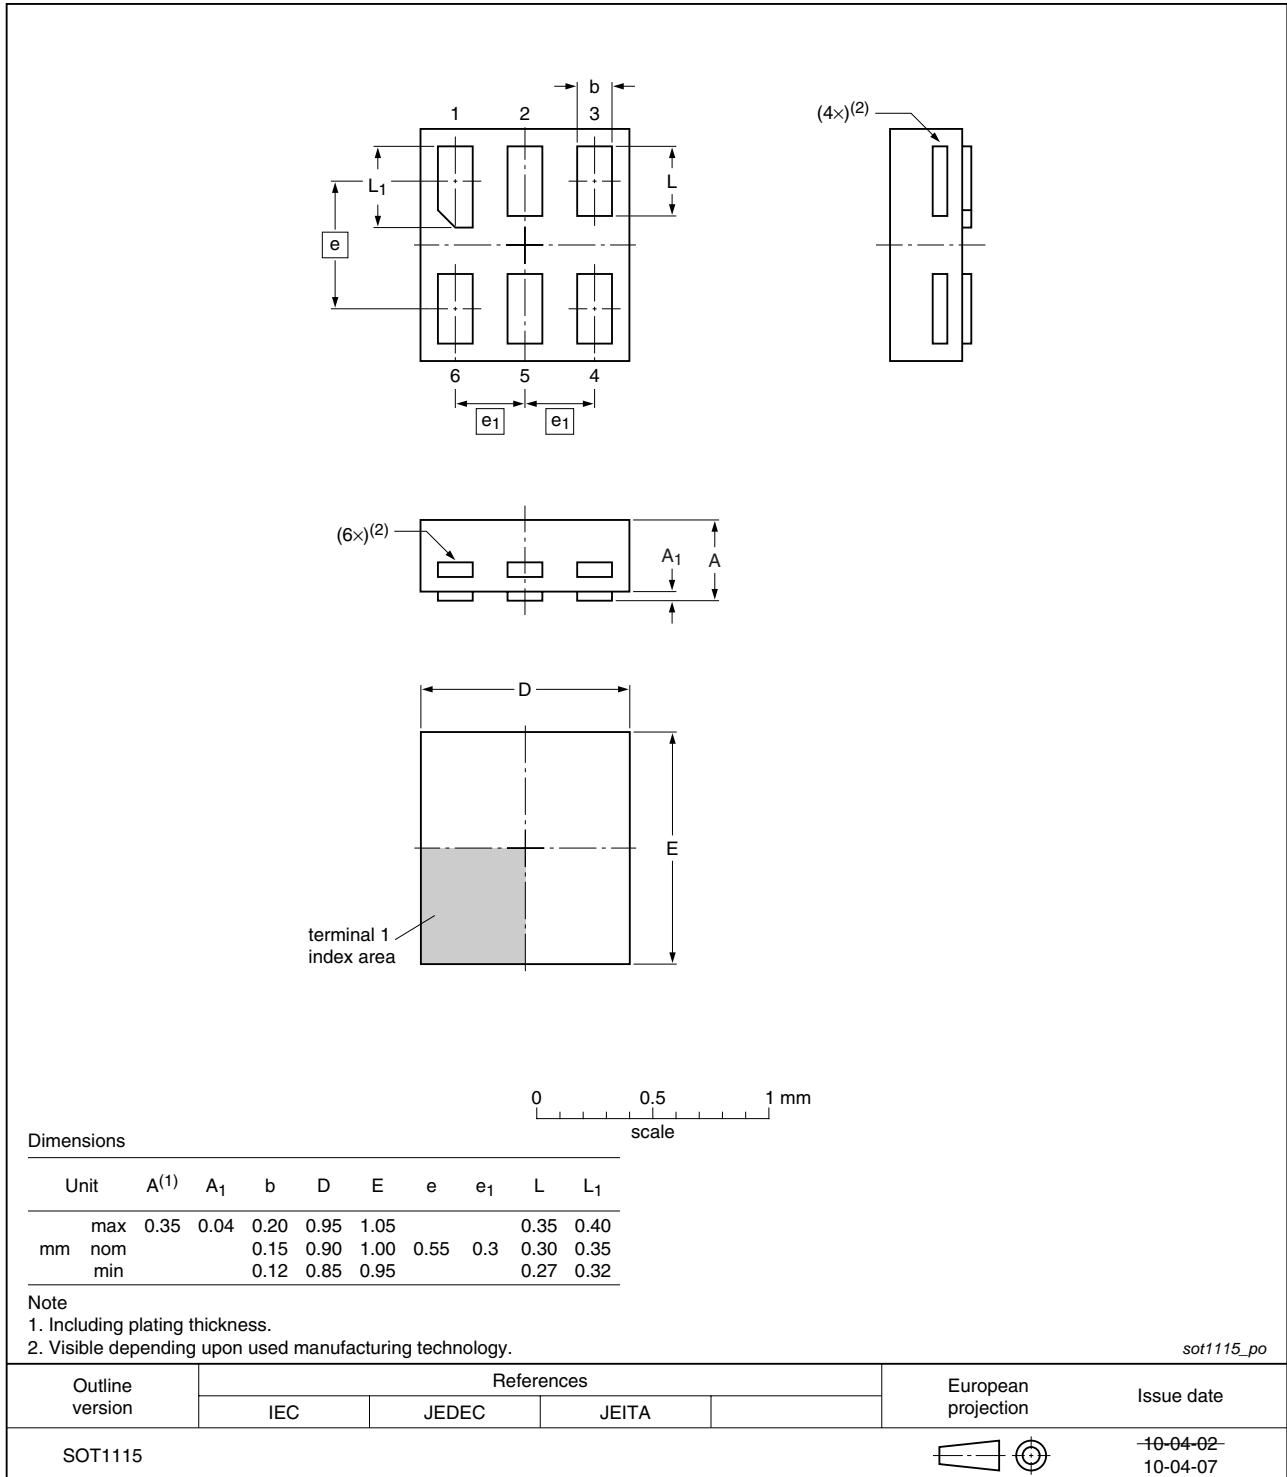 b
1 2 3
(4×)(2)
L1
L
e
6 5 4
e1 e1
(6×)(2)
A1 A
D
E
terminal 1
index area
0 0.5 1 mm
scale
Dimensions
Unit A(1) A1 b D E e e1 L L1
max 0.35 0.04 0.20 0.95 1.05 0.35 0.40
mm nom 0.15 0.90 1.00 0.55 0.3 0.30 0.35
min 0.12 0.85 0.95 0.27 0.32
Note
1. Including plating thickness.
2. Visible depending upon used manufacturing technology.
sot1115_po
Outline
version
References
IEC JEDEC JEITA
European
projection
Issue date
SOT1115
10-04-02
10-04-07